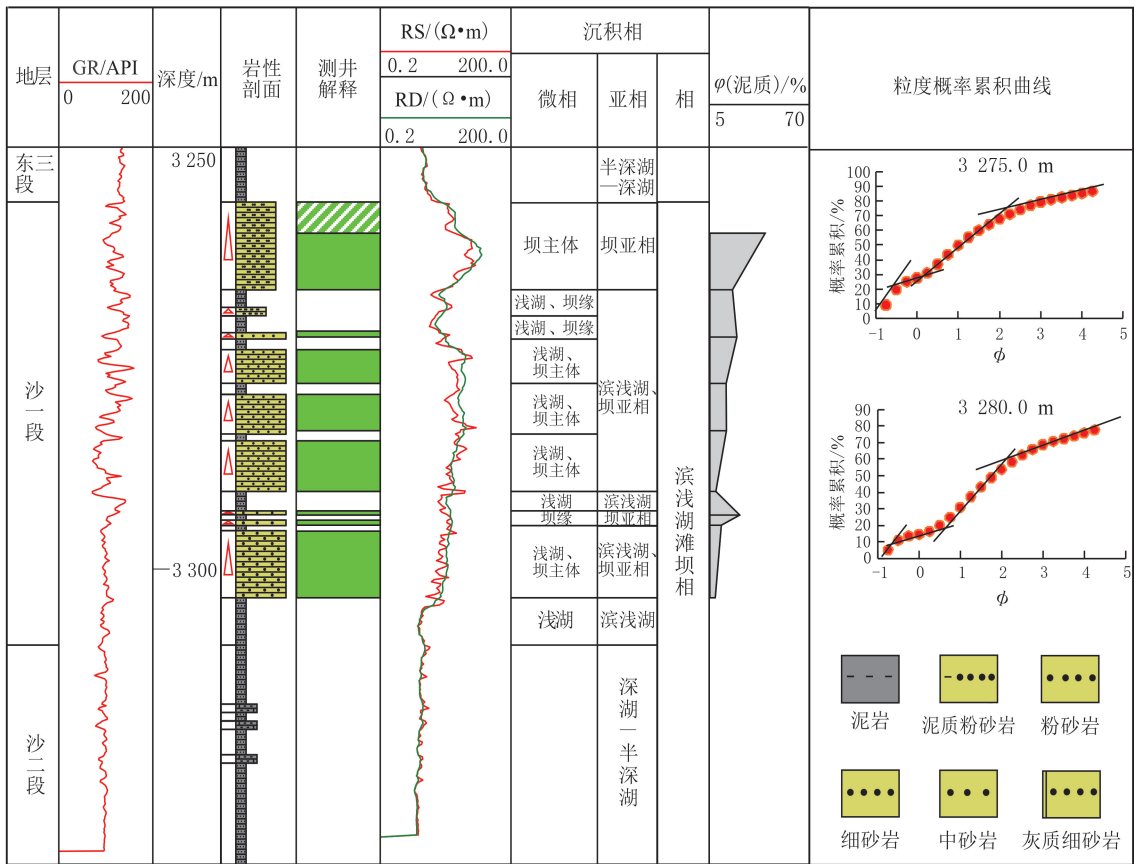 地层
GR/API
0 200
深度/m
岩性
剖面
测井
解释
RS/(Ω•m)
0.2 200.0
RD/(Ω•m)
0.2 200.0
沉积相
微相
亚相
相
φ(泥质)/%
5 70
粒度概率累积曲线
东三
段
沙
一
段
沙
二
段
3 250
3 300
坝主体
浅湖、坝缘
浅湖、坝缘
浅湖、
坝主体
浅湖、
坝主体
浅湖、
坝主体
浅湖
坝缘
浅湖、
坝主体
浅湖
半深湖
—深湖
坝亚相
滨浅湖、
坝亚相
滨浅湖
坝亚相
滨浅湖、
坝亚相
滨浅湖
深
湖
—
半
深
湖
滨
浅
湖
滩
坝
相
3 275.0 m
概率累积/%
100
90
80
70
60
50
40
30
20
10
0
-1 0 1 2 3 4 5
ϕ
3 280.0 m
概率累积/%
90
80
70
60
50
40
30
20
10
0
-1 0 1 2 3 4 5
ϕ
泥岩 泥质粉砂岩 粉砂岩
细砂岩 中砂岩 灰质细砂岩